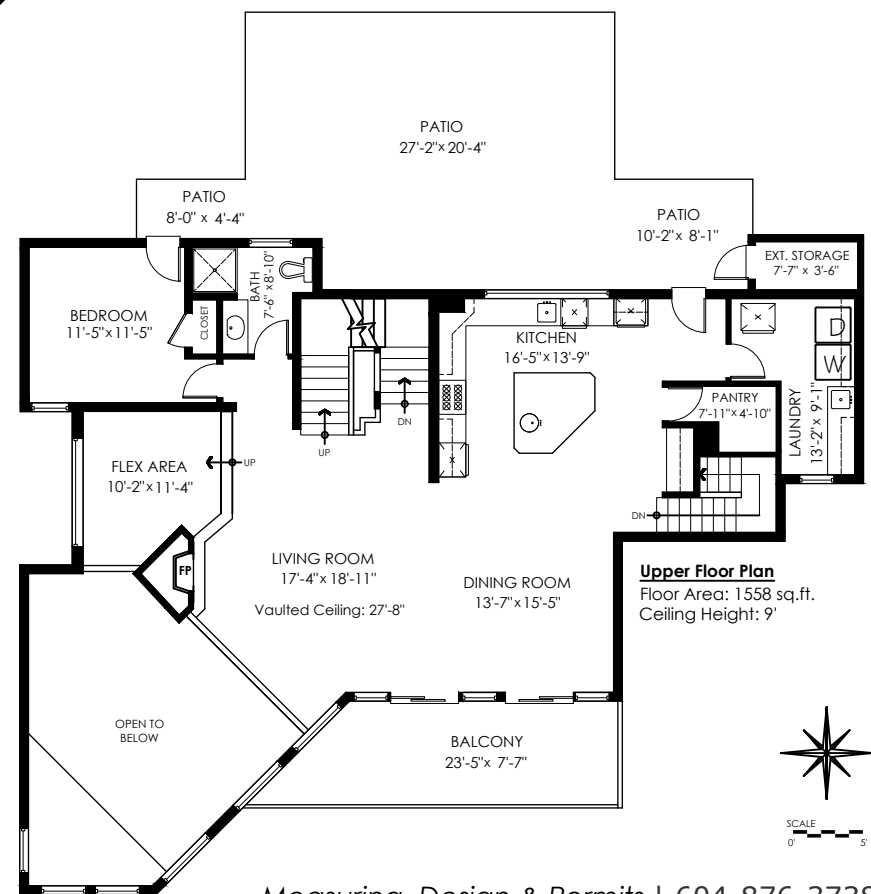 PATIO
27'-2"x 20'-4"
PATIO
8'-0" x 4'-4"
PATIO
10'-2"x 8'-1"
EXT. STORAGE
7'-7" x 3'-6"
BEDROOM
11'-5"x11'-5"
CLOSET
BATH
7'-6" x8'-10"
KITCHEN
16'-5"x13'-9"
D
W
LAUNDRY
13'-2"x 9'-1"
PANTRY
7'-11"x4'-10"
UP
DN
FLEX AREA
10'-2"x11'-4"
UP
DN
FP
LIVING ROOM
17'-4"x 18'-11"
Vaulted Ceiling: 27'-8"
DINING ROOM
13'-7"x15'-5"
Upper Floor Plan
Floor Area: 1558 sq.ft.
Ceiling Height: 9'
OPEN TO
BELOW
BALCONY
23'-5"x 7'-7"
SCALE
0' 5'
Measuring, Design & Permits | 604-876-3738